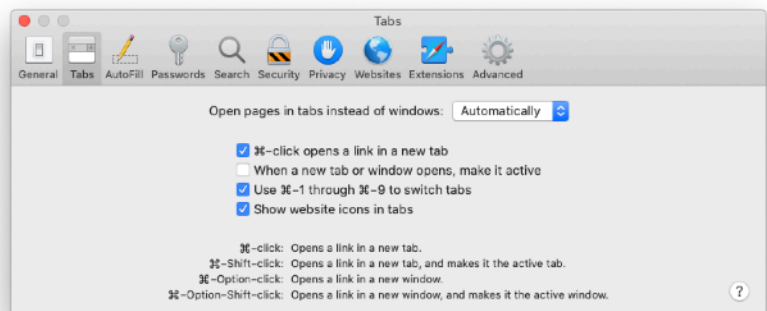 Tabs
General Tabs AutoFill Passwords Search Security Privacy Websites Extensions Advanced
Open pages in tabs instead of windows: Automatically
⌘-click opens a link in a new tab
When a new tab or window opens, make it active
Use ⌘-1 through ⌘-9 to switch tabs
Show website icons in tabs
⌘-click: Opens a link in a new tab.
⌘-Shift-click: Opens a link in a new tab, and makes it the active tab.
⌘-Option-click: Opens a link in a new window.
⌘-Option-Shift-click: Opens a link in a new window, and makes it the active window.
?